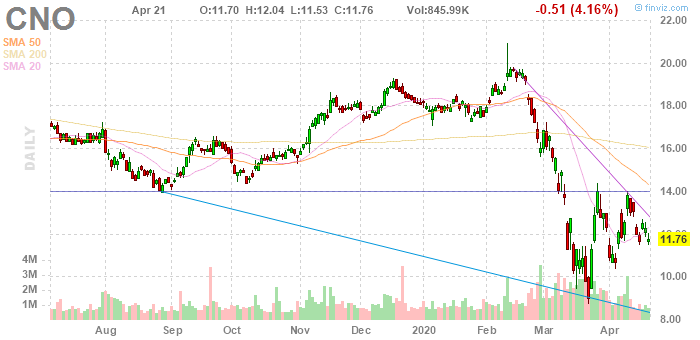 © finviz.com
CNO Apr 21 O:11.70 H:12.04 L:11.53 C:11.76 Vol:845.99K -0.51 (4.16%)
SMA 50
SMA 200
SMA 20
DAILY
22.00
20.00
18.00
16.00
14.00
12.00
11.76
10.00
8.00
4M
3M
2M
1M
Aug Sep Oct Nov Dec 2020 Feb Mar Apr